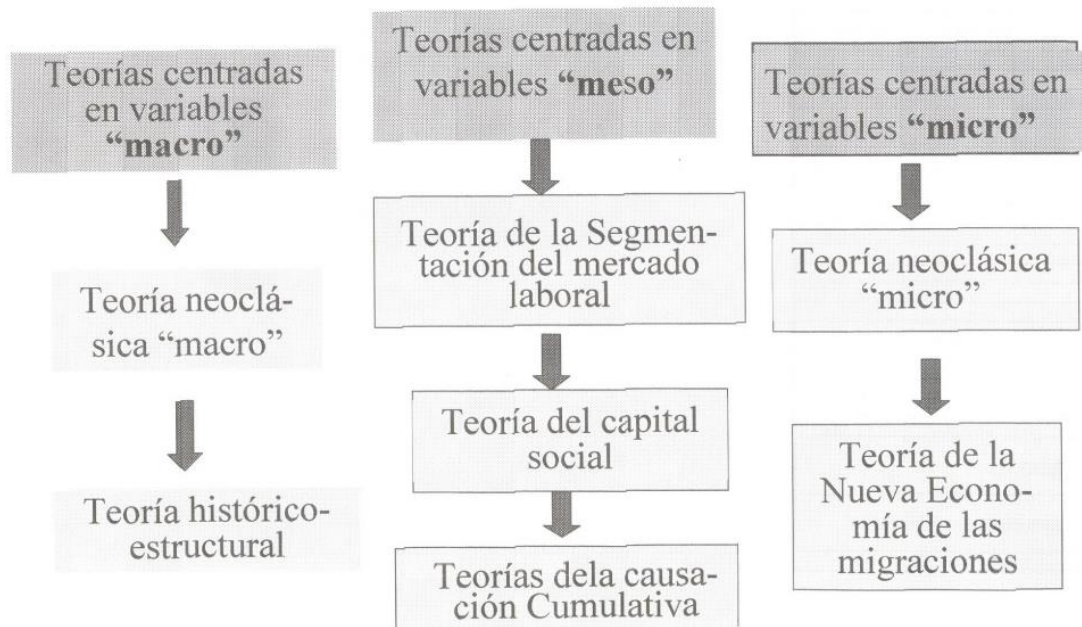 Teorías centradas
en variables
“macro”
Teoría neoclá-
sica “macro”
Teoría histórico-
estructural
Teorías centradas en
variables “meso”
Teoría de la Segmen-
tación del mercado
laboral
Teoría del capital
social
Teorías dela causa-
ción Cumulativa
Teorías centradas en
variables “micro”
Teoría neoclásica
“micro”
Teoría de la
Nueva Econo-
mía de las
migraciones